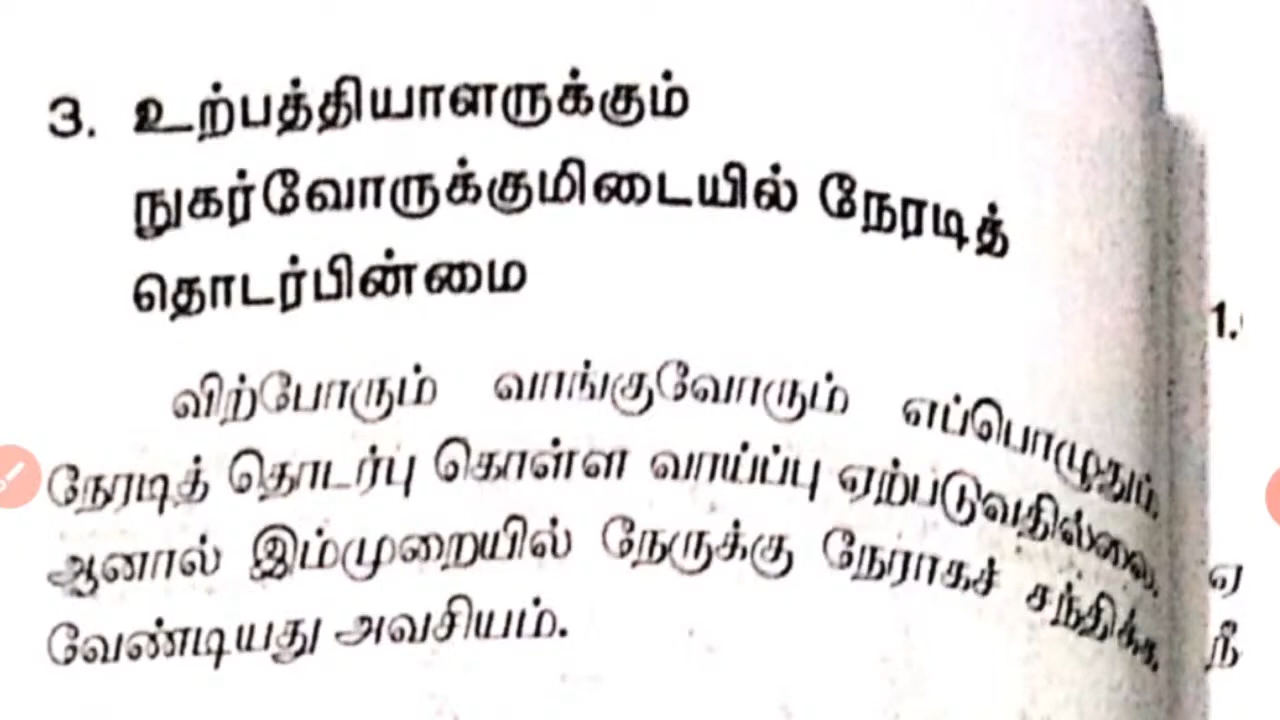 3. உற்பத்தியாளருக்கும்
நுகர்வோருக்குமிடையில் நேரடித்
தொடர்பின்மை
விற்போரும் வாங்குவோரும் எப்பொழுதும்
நேரடித் தொடர்பு கொள்ள வாய்ப்பு ஏற்படுவதில்லை.
ஆனால் இம்முறையில் நேருக்கு நேராகச் சந்திக்க
வேண்டியது அவசியம்.
1.